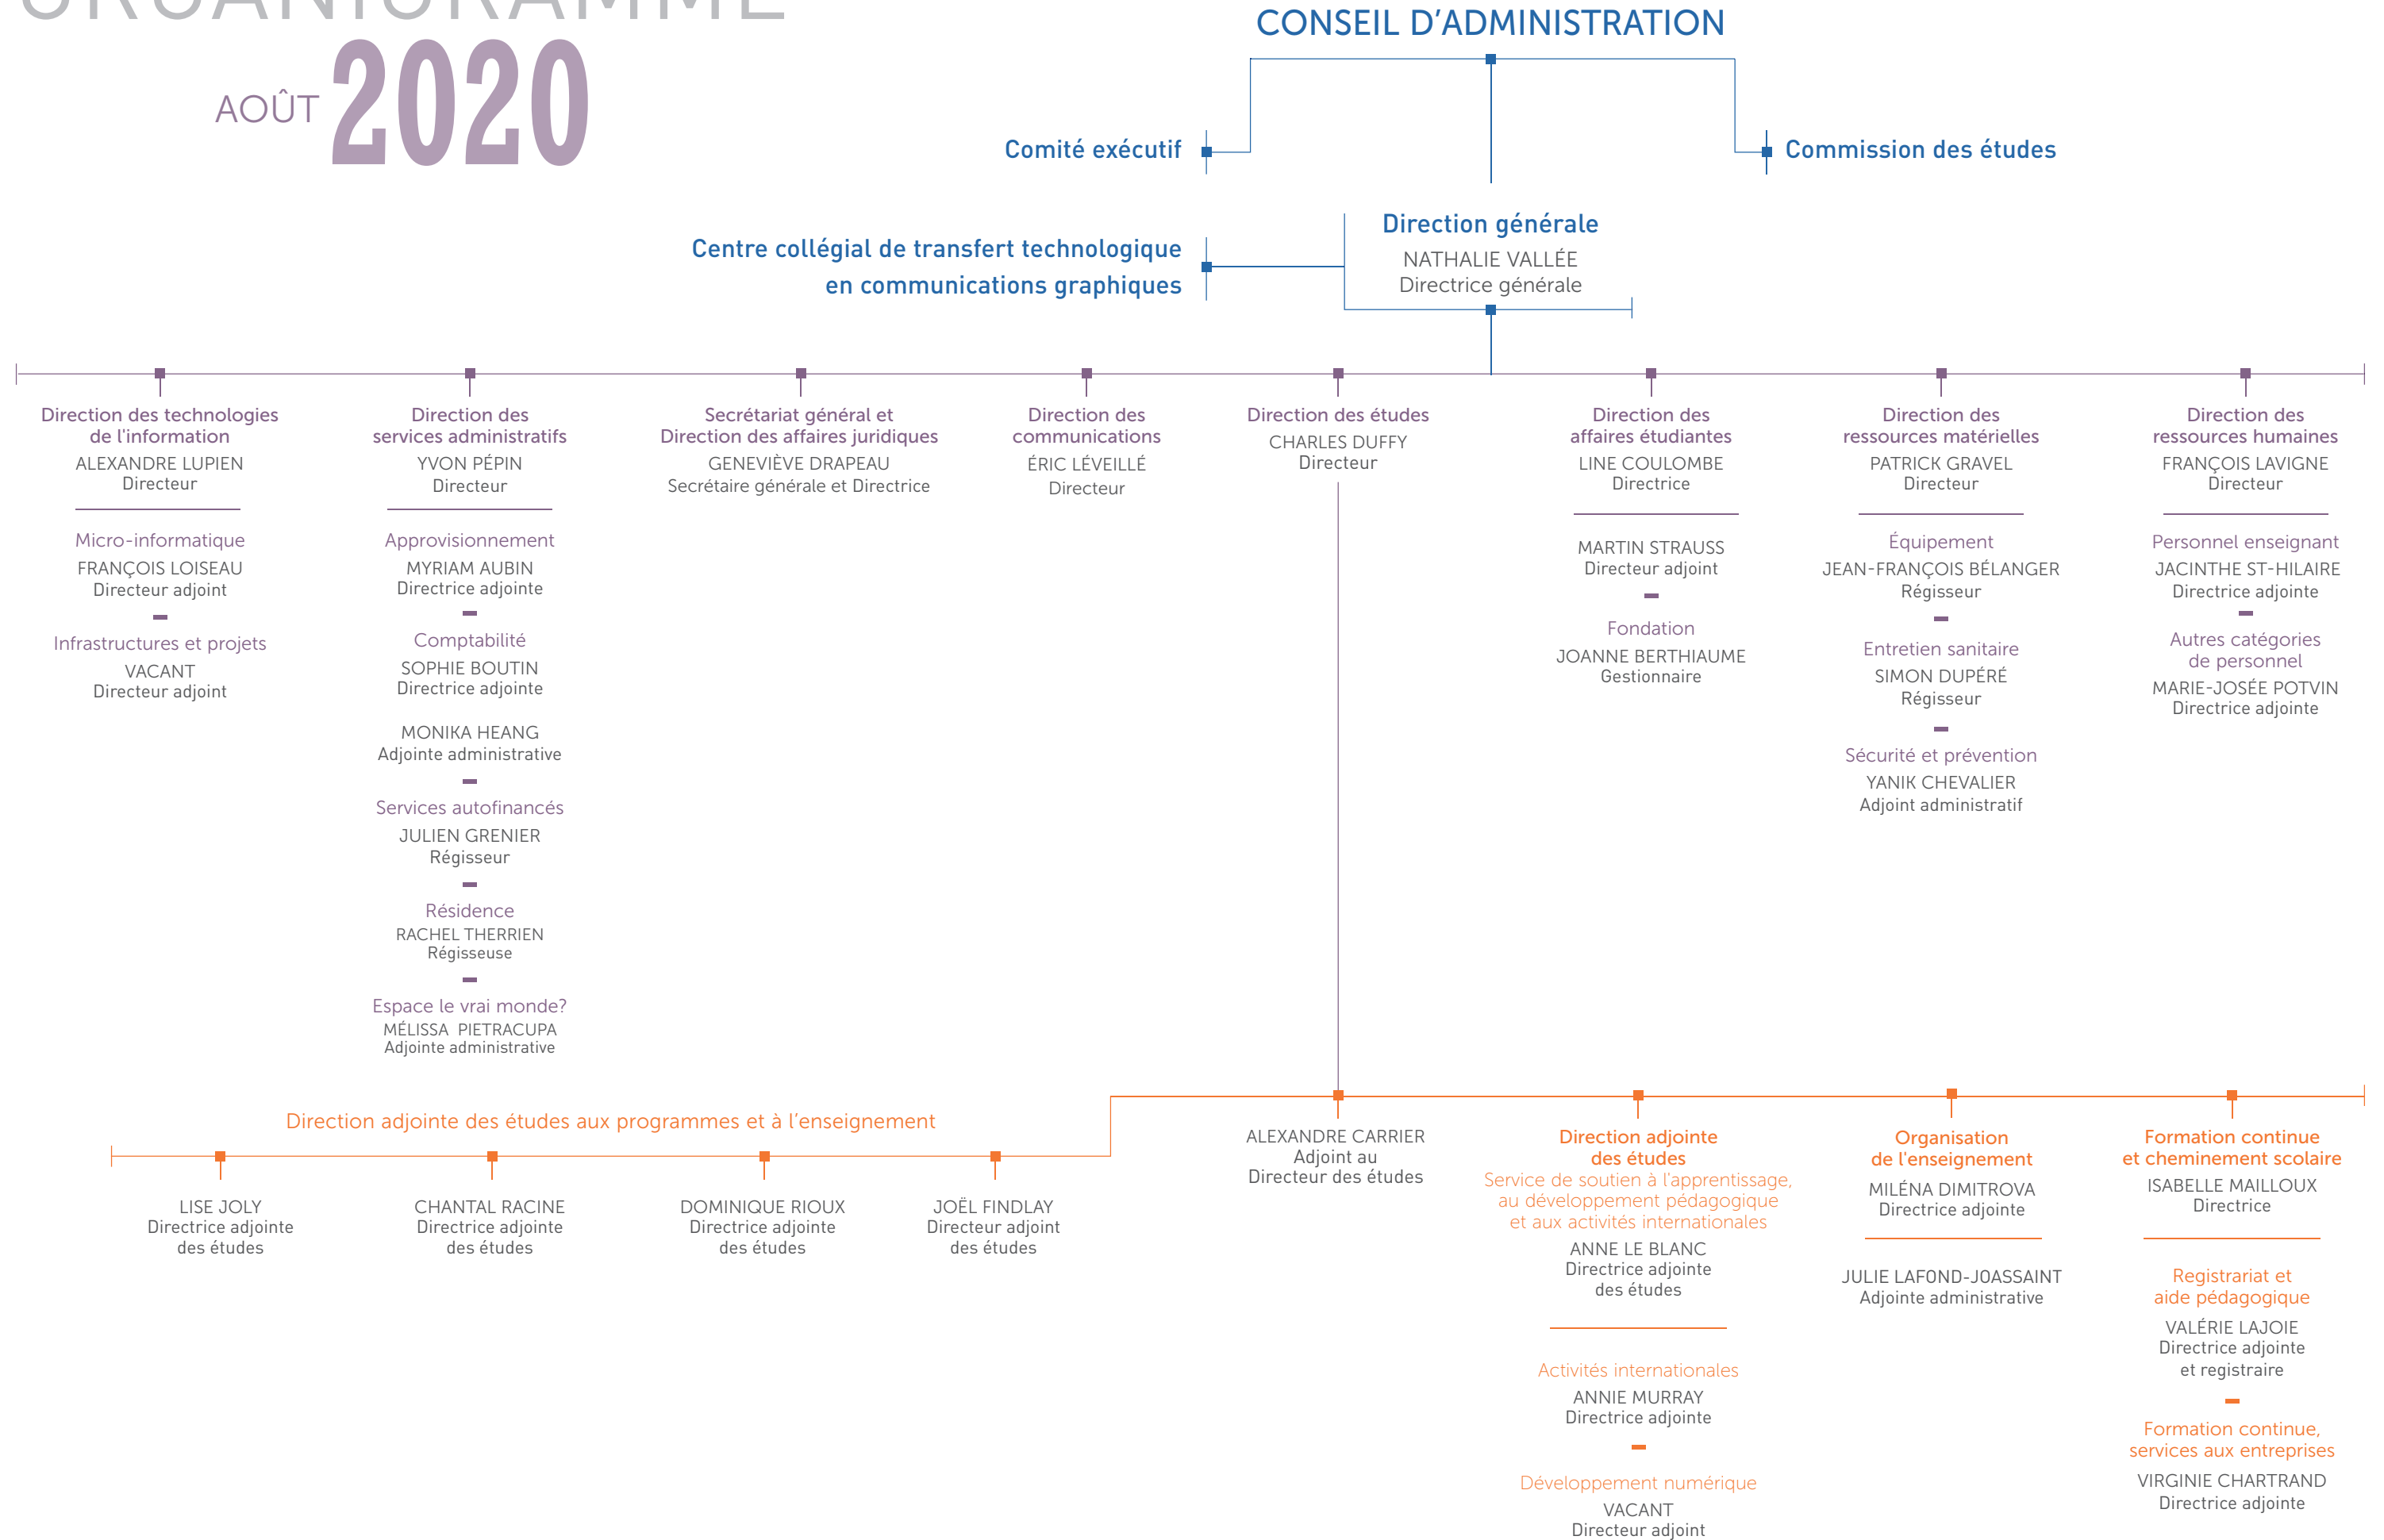 ORGANIGRAMME
AOÛT 2020
CONSEIL D'ADMINISTRATION
Comité exécutif
Commission des études
Centre collégial de transfert technologique
en communications graphiques
Direction générale
NATHALIE VALLÉE
Directrice générale
Direction des technologies
de l'information
ALEXANDRE LUPIEN
Directeur
Micro-informatique
FRANÇOIS LOISEAU
Directeur adjoint
Infrastructures et projets
VACANT
Directeur adjoint
Direction des
services administratifs
YVON PÉPIN
Directeur
Approvisionnement
MYRIAM AUBIN
Directrice adjointe
Comptabilité
SOPHIE BOUTIN
Directrice adjointe
MONIKA HEANG
Adjointe administrative
Services autofinancés
JULIEN GRENIER
Régisseur
Résidence
RACHEL THERRIEN
Régisseuse
Espace le vrai monde?
MÉLISSA PIETRACUPA
Adjointe administrative
Secrétariat général et
Direction des affaires juridiques
GENEVIÈVE DRAPEAU
Secrétaire générale et Directrice
Direction des
communications
ÉRIC LÉVEILLÉ
Directeur
Direction des études
CHARLES DUFFY
Directeur
Direction des
affaires étudiantes
LINE COULOMBE
Directrice
MARTIN STRAUSS
Directeur adjoint
Fondation
JOANNE BERTHIAUME
Gestionnaire
Direction des
ressources matérielles
PATRICK GRAVEL
Directeur
Équipement
JEAN-FRANÇOIS BÉLANGER
Régisseur
Entretien sanitaire
SIMON DUPÉRÉ
Régisseur
Sécurité et prévention
YANIK CHEVALIER
Adjoint administratif
Direction des
ressources humaines
FRANÇOIS LAVIGNE
Directeur
Personnel enseignant
JACINTHE ST-HILAIRE
Directrice adjointe
Autres catégories
de personnel
MARIE-JOSÉE POTVIN
Directrice adjointe
Direction adjointe des études aux programmes et à l'enseignement
LISE JOLY
Directrice adjointe
des études
CHANTAL RACINE
Directrice adjointe
des études
DOMINIQUE RIOUX
Directrice adjointe
des études
JOËL FINDLAY
Directeur adjoint
des études
ALEXANDRE CARRIER
Adjoint au
Directeur des études
Direction adjointe
des études
Service de soutien à l'apprentissage,
au développement pédagogique
et aux activités internationales
ANNE LE BLANC
Directrice adjointe
des études
Activités internationales
ANNIE MURRAY
Directrice adjointe
Développement numérique
VACANT
Directeur adjoint
Organisation
de l'enseignement
MILÉNA DIMITROVA
Directrice adjointe
JULIE LAFOND-JOASSAINT
Adjointe administrative
Formation continue
et cheminement scolaire
ISABELLE MAILLOUX
Directrice
Registrariat et
aide pédagogique
VALÉRIE LAJOIE
Directrice adjointe
et registraire
Formation continue,
services aux entreprises
VIRGINIE CHARTRAND
Directrice adjointe